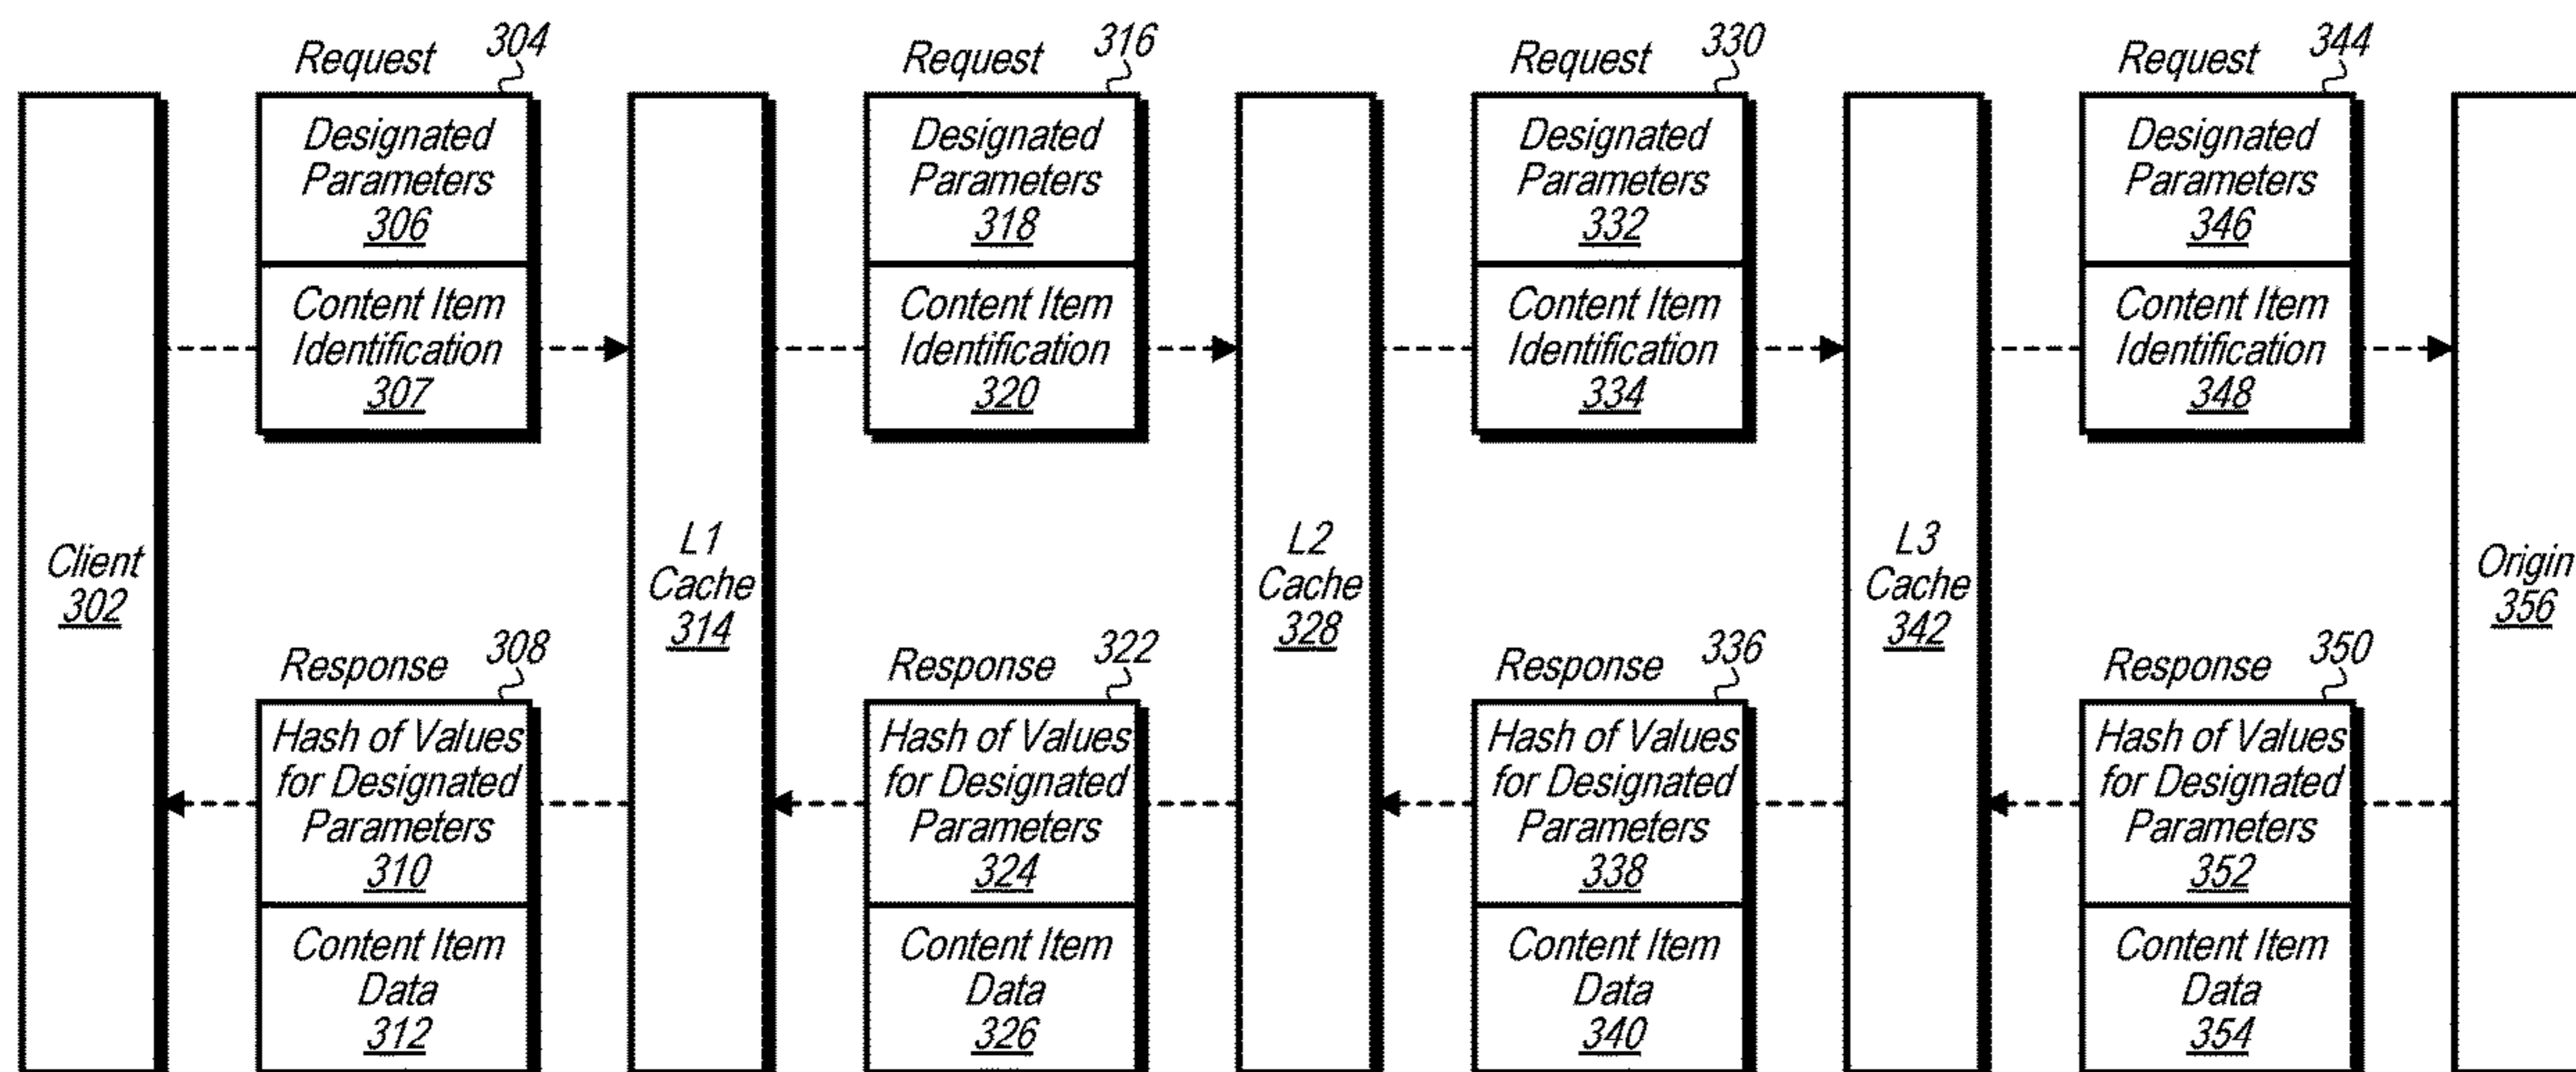 Request 304
Designated
Parameters
306
Content Item
Identification
307
Request 316
Designated
Parameters
318
Content Item
Identification
320
Request 330
Designated
Parameters
332
Content Item
Identification
334
Request 344
Designated
Parameters
346
Content Item
Identification
348
Client
302
L1
Cache
314
L2
Cache
328
L3
Cache
342
Origin
356
Response 308
Hash of Values
for Designated
Parameters
310
Content Item
Data
312
Response 322
Hash of Values
for Designated
Parameters
324
Content Item
Data
326
Response 336
Hash of Values
for Designated
Parameters
338
Content Item
Data
340
Response 350
Hash of Values
for Designated
Parameters
352
Content Item
Data
354